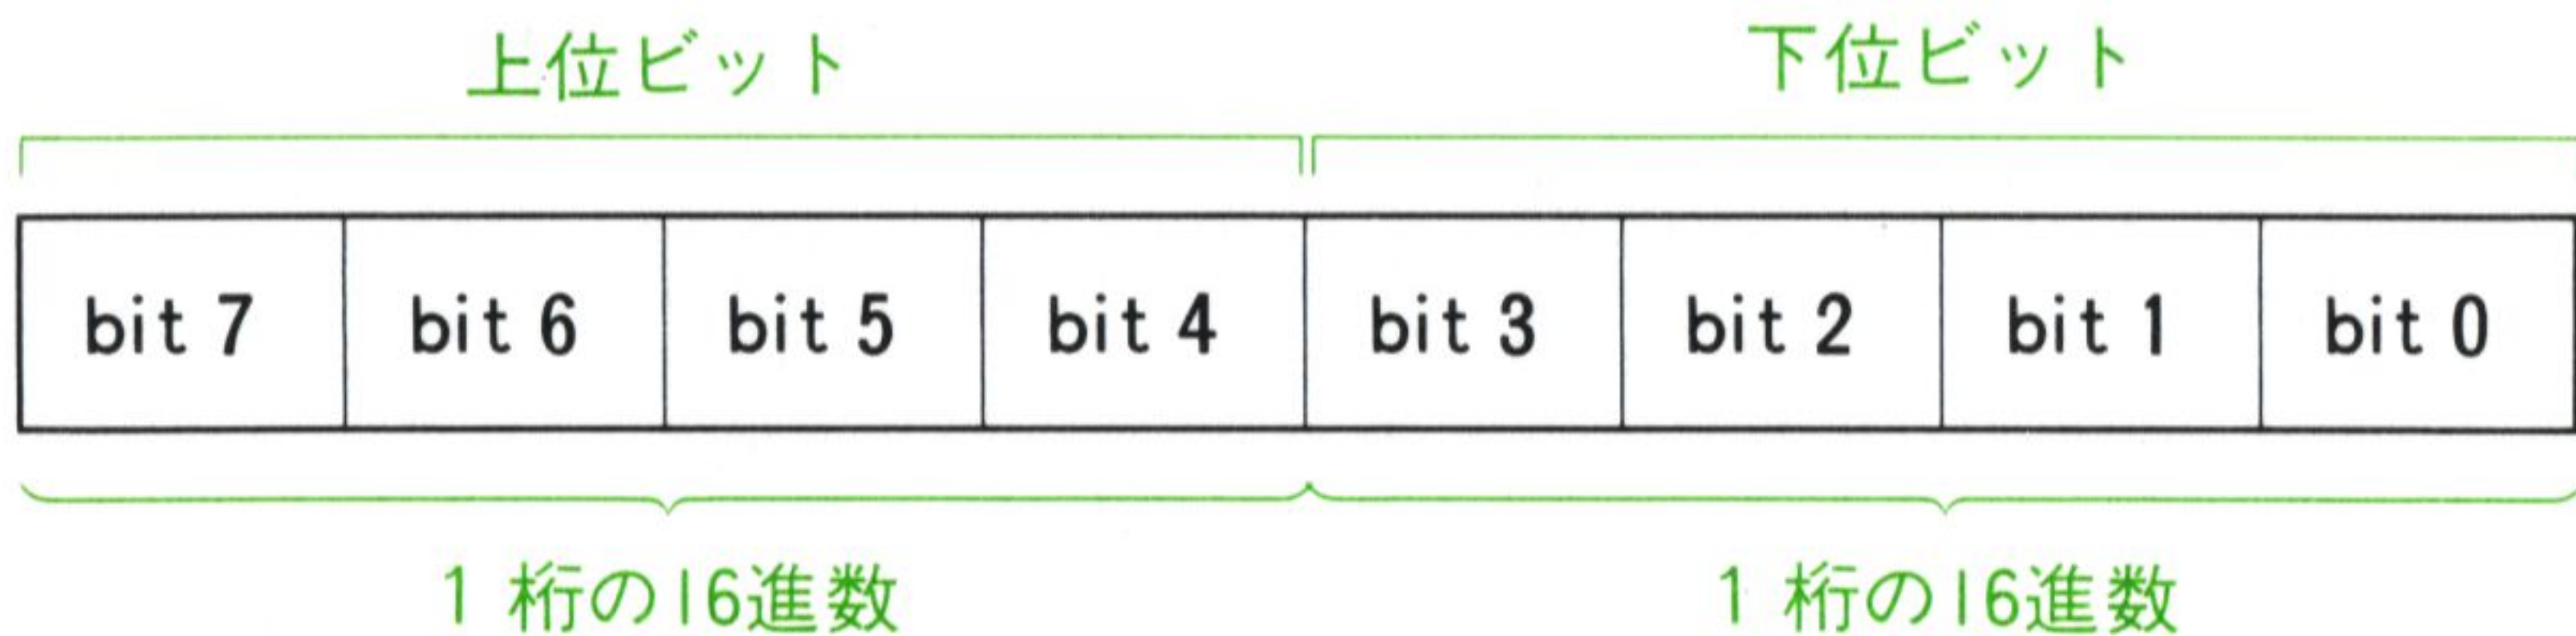 上位ビット 下位ビット
bit 7 bit 6 bit 5 bit 4 bit 3 bit 2 bit 1 bit 0
1桁の16進数 1桁の16進数